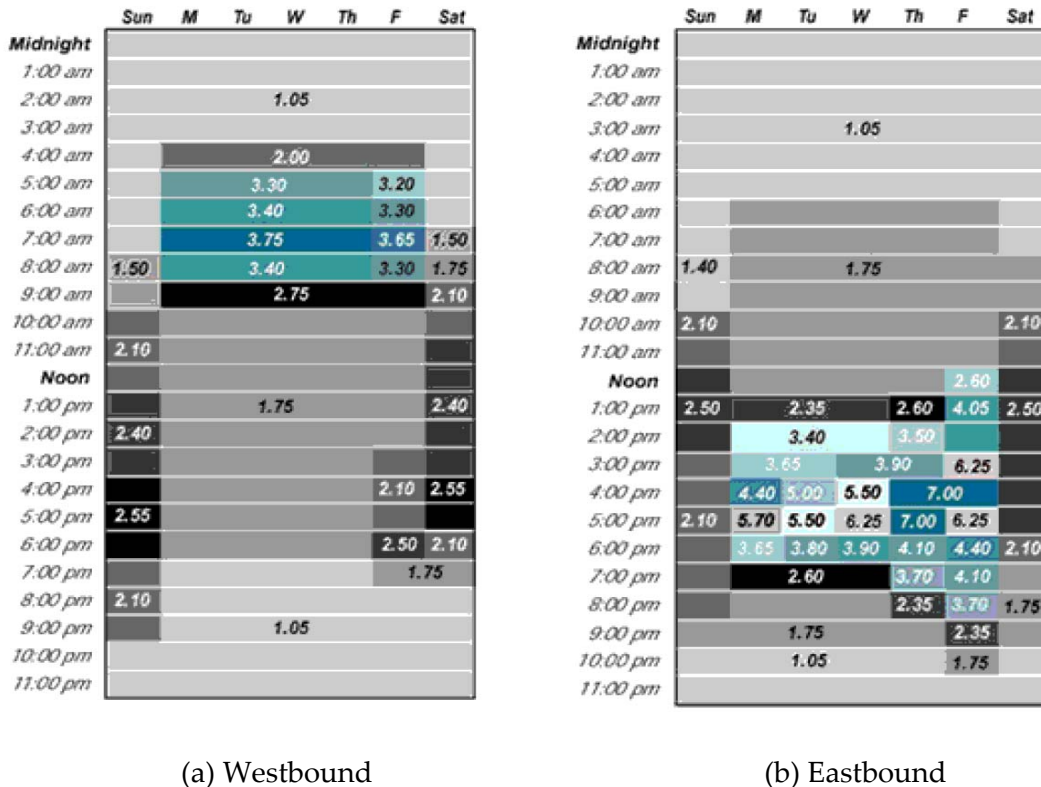 Sun M Tu W Th F Sat
Midnight
1:00 am
2:00 am 1.05
3:00 am
4:00 am 2.00
5:00 am 3.30 3.20
6:00 am 3.40 3.30
7:00 am 3.75 3.65 1.50
8:00 am 1.50 3.40 3.30 1.75
9:00 am 2.75 2.10
10:00 am
11:00 am 2.10
Noon
1:00 pm 1.75 2.40
2:00 pm 2.40
3:00 pm
4:00 pm 2.10 2.55
5:00 pm 2.55
6:00 pm 2.50 2.10
7:00 pm 1.75
8:00 pm 2.10
9:00 pm 1.05
10:00 pm
11:00 pm
(a) Westbound
Sun M Tu W Th F Sat
Midnight
1:00 am
2:00 am
3:00 am 1.05
4:00 am
5:00 am
6:00 am
7:00 am
8:00 am 1.40 1.75
9:00 am
10:00 am 2.10 2.10
11:00 am
Noon 2.60
1:00 pm 2.50 2.35 2.60 4.05 2.50
2:00 pm 3.40 3.50
3:00 pm 3.65 3.90 6.25
4:00 pm 4.40 5.00 5.50 7.00
5:00 pm 2.10 5.70 5.50 6.25 7.00 6.25
6:00 pm 3.65 3.80 3.90 4.10 4.40 2.10
7:00 pm 2.60 3.70 4.10
8:00 pm 2.35 3.70 1.75
9:00 pm 1.75 2.35
10:00 pm 1.05 1.75
11:00 pm
(b) Eastbound